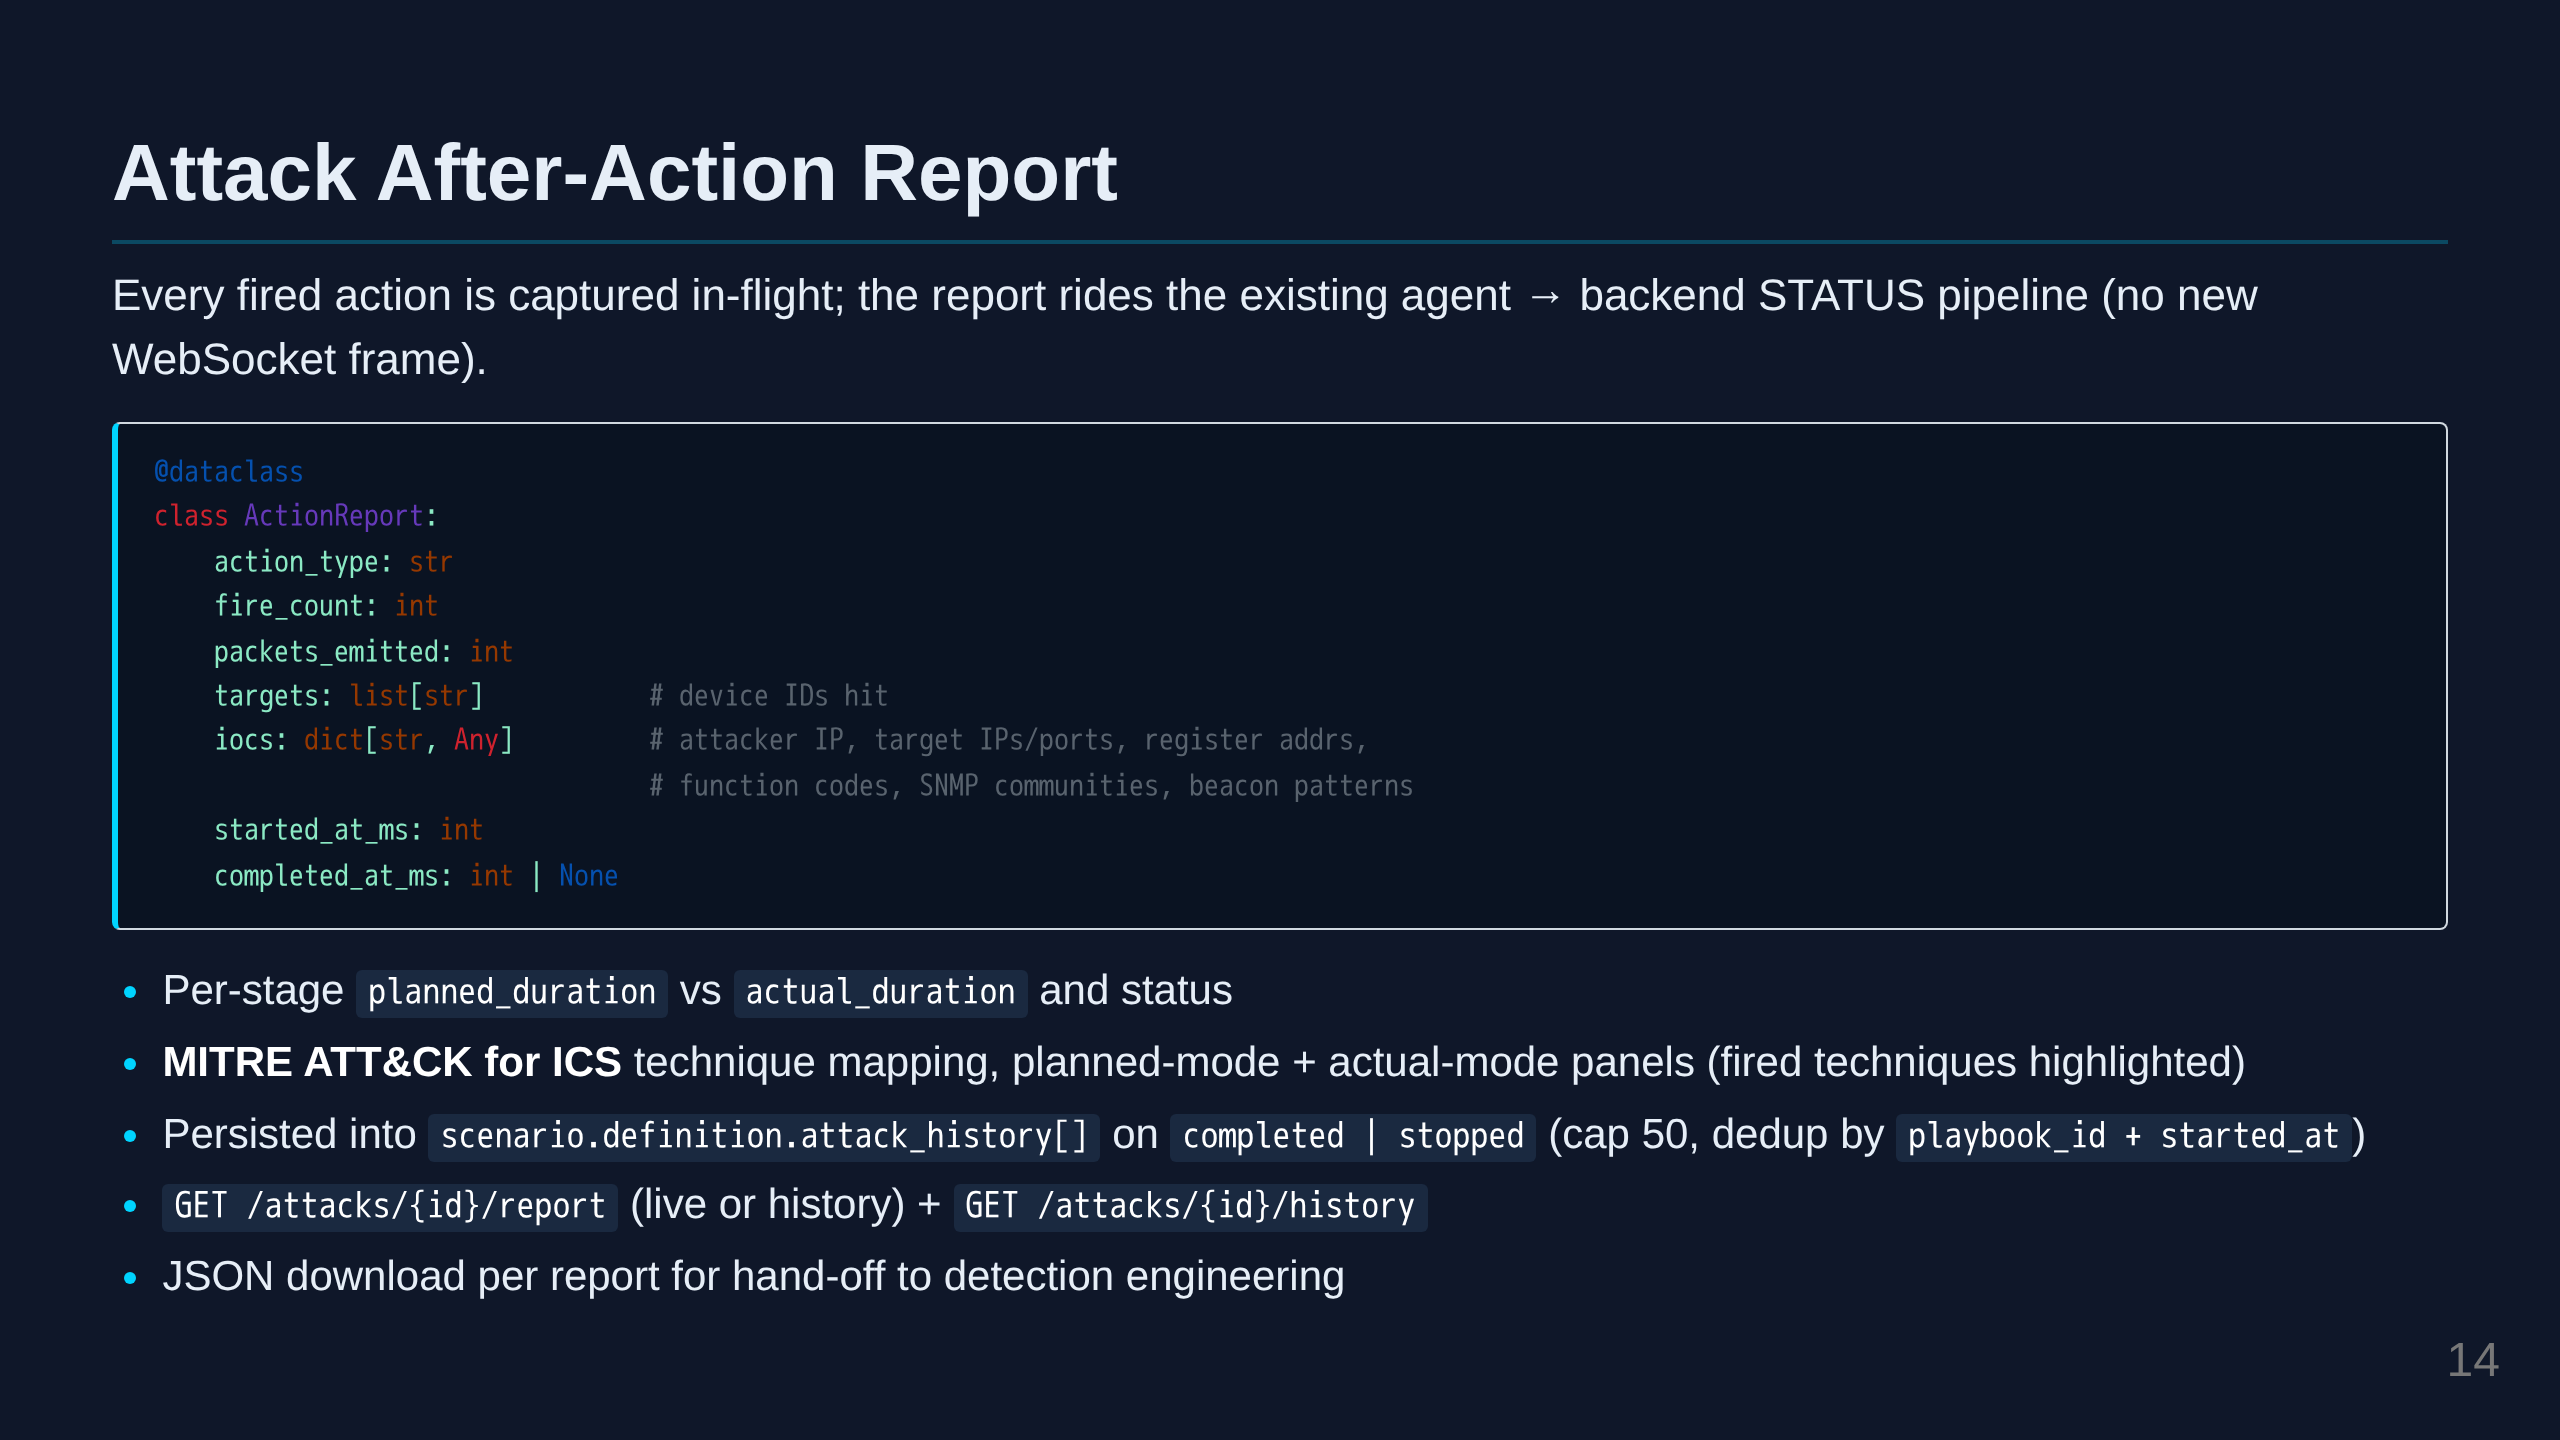 Attack After-Action Report
Every fired action is captured in-flight; the report rides the existing agent → backend STATUS pipeline (no new
WebSocket frame).
@dataclass
class ActionReport:
    action_type: str
    fire_count: int
    packets_emitted: int
    targets: list[str]           # device IDs hit
    iocs: dict[str, Any]         # attacker IP, target IPs/ports, register addrs,
                                 # function codes, SNMP communities, beacon patterns
    started_at_ms: int
    completed_at_ms: int | None
• Per-stage planned_duration vs actual_duration and status
• MITRE ATT&CK for ICS technique mapping, planned-mode + actual-mode panels (fired techniques highlighted)
• Persisted into scenario.definition.attack_history[] on completed | stopped (cap 50, dedup by playbook_id + started_at)
• GET /attacks/{id}/report (live or history) + GET /attacks/{id}/history
• JSON download per report for hand-off to detection engineering
14